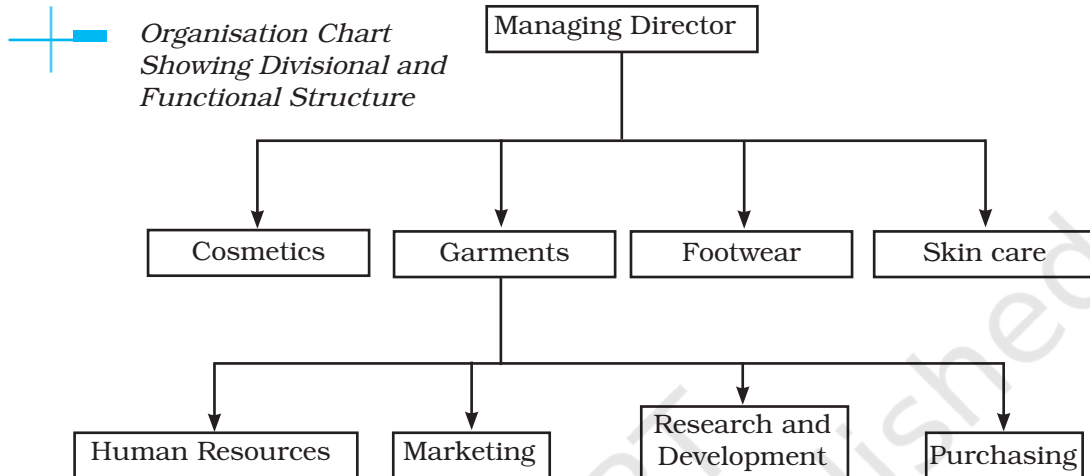 Organisation Chart
Showing Divisional and
Functional Structure
Managing Director
Cosmetics
Garments
Footwear
Skin care
Human Resources
Marketing
Research and
Development
Purchasing